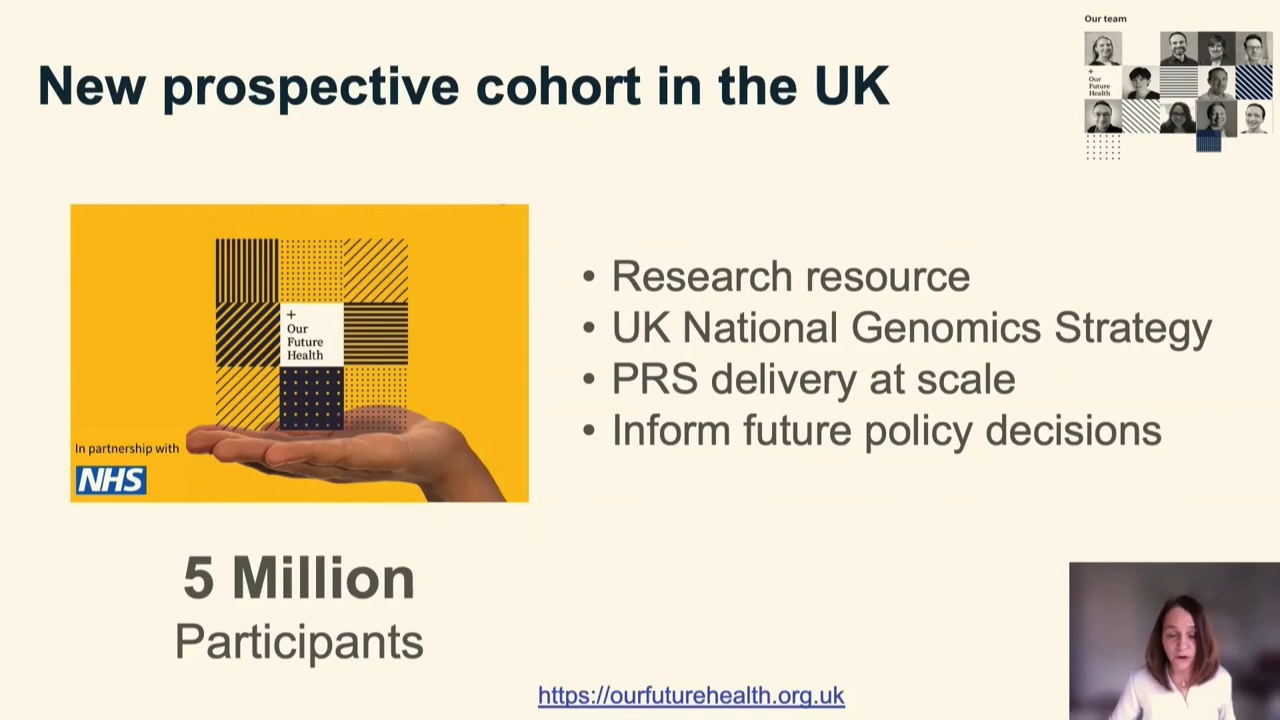 Our team
New prospective cohort in the UK
+
Our
Future
Health
+
Our
Future
Health
In partnership with
NHS
• Research resource
• UK National Genomics Strategy
• PRS delivery at scale
• Inform future policy decisions
5 Million
Participants
https://ourfuturehealth.org.uk